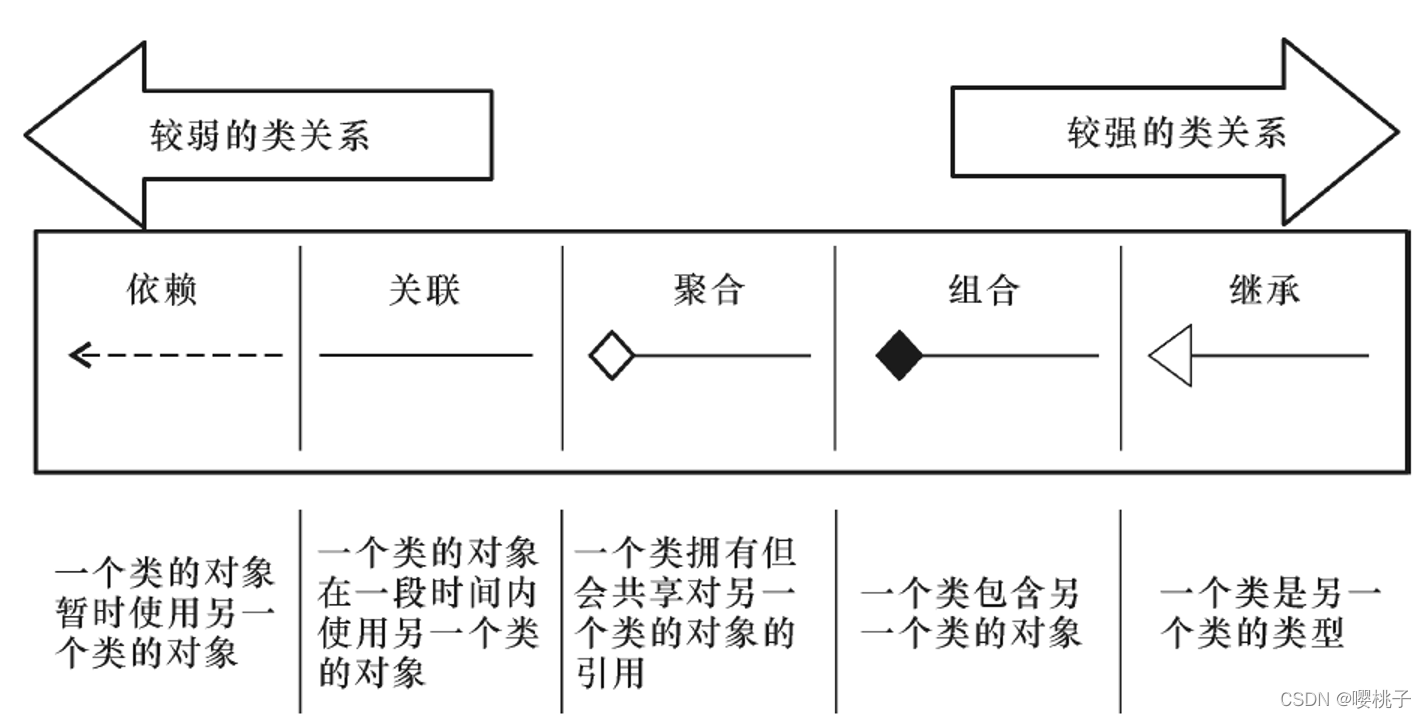 较弱的类关系
较强的类关系
依赖
关联
聚合
组合
继承
一个类的对象
暂时使用另一
个类的对象
一个类的对象
在一段时间内
使用另一个类
的对象
一个类拥有但
会共享对另一
个类的对象的
引用
一个类包含另
一个类的对象
一个类是另一
个类的类型
CSDN @嘤桃子